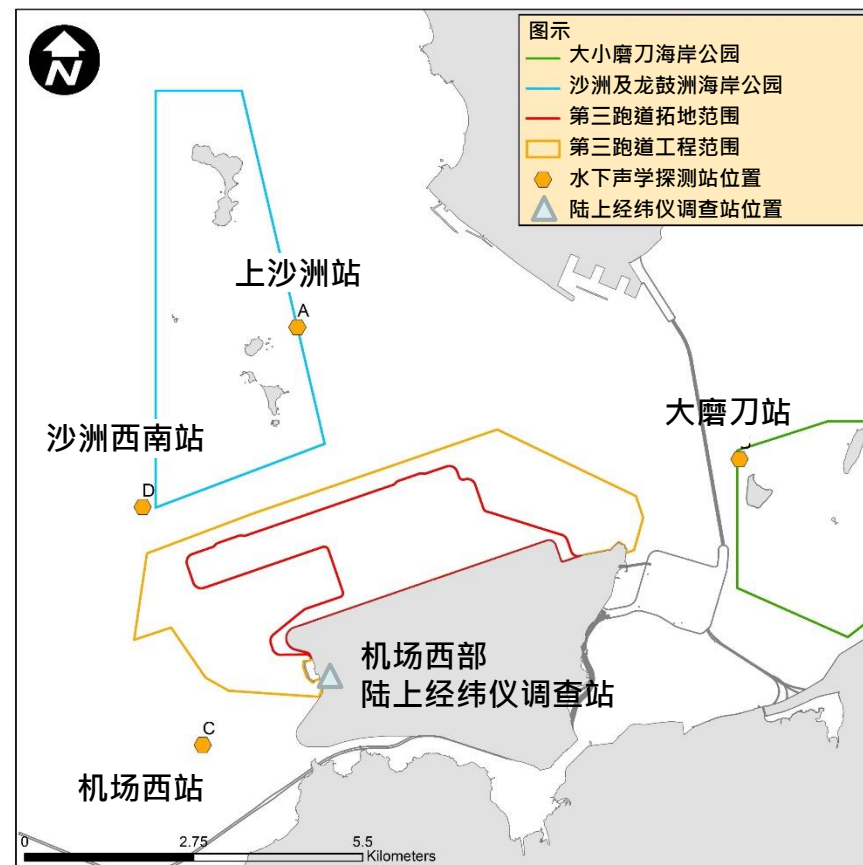 N
图示
大小磨刀海岸公园
沙洲及龙鼓洲海岸公园
第三跑道拓地范围
第三跑道工程范围
水下声学探测站位置
陆上经纬仪调查站位置
上沙洲站
A
大磨刀站
沙洲西南站
D
机场西部
陆上经纬仪调查站
C
机场西站
0 2.75 5.5
Kilometers